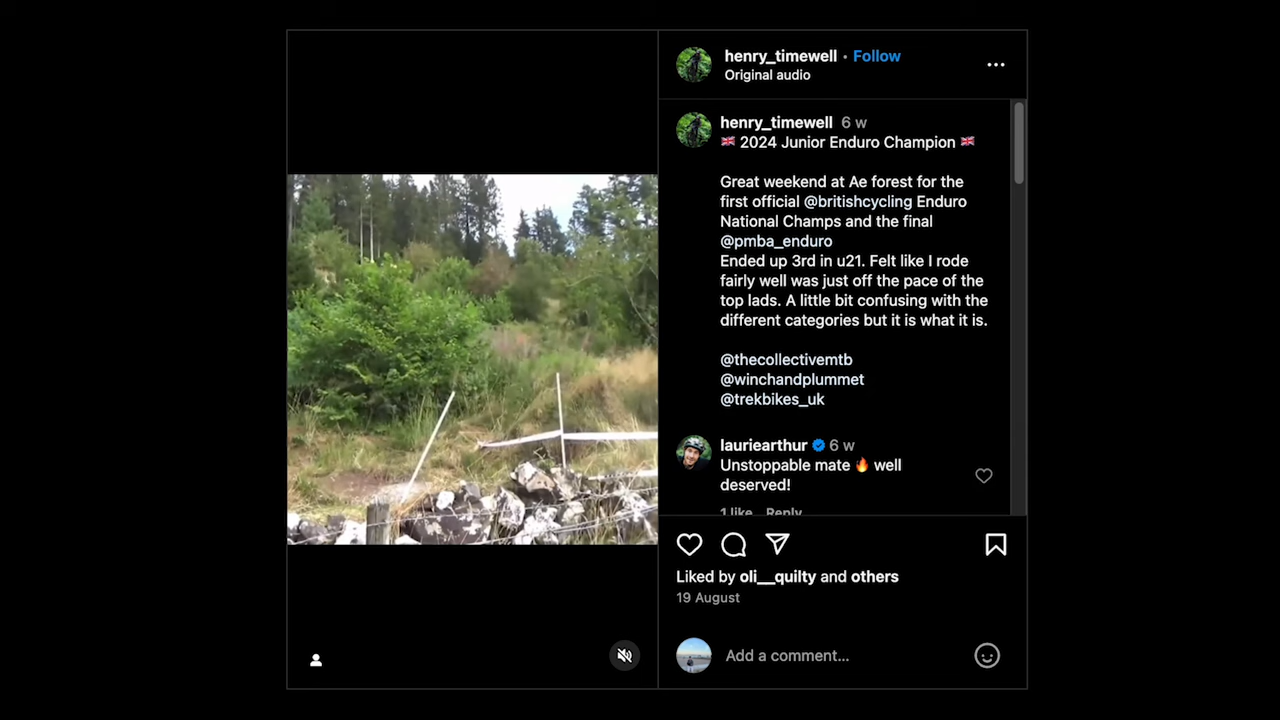 henry_timewell • Follow
Original audio
henry_timewell 6 w
🇬🇧 2024 Junior Enduro Champion 🇬🇧
Great weekend at Ae forest for the
first official @britishcycling Enduro
National Champs and the final
@pmba_enduro
Ended up 3rd in u21. Felt like I rode
fairly well was just off the pace of the
top lads. A little bit confusing with the
different categories but it is what it is.
@thecollectivemtb
@winchandplummet
@trekbikes_uk
lauriearthur 6 w
Unstoppable mate 🔥 well
deserved!
1 like Reply
Liked by oli__quilty and others
19 August
Add a comment...